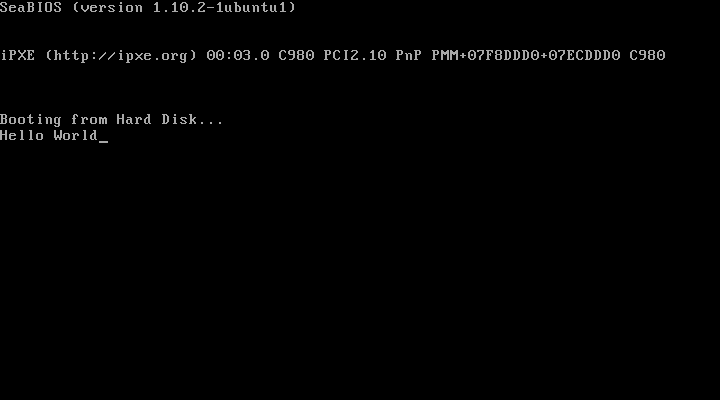 SeaBIOS (version 1.10.2-1ubuntu1)
iPXE (http://ipxe.org) 00:03.0 C980 PCI2.10 PnP PMM+07F8DDD0+07ECDDD0 C980
Booting from Hard Disk...
Hello World_